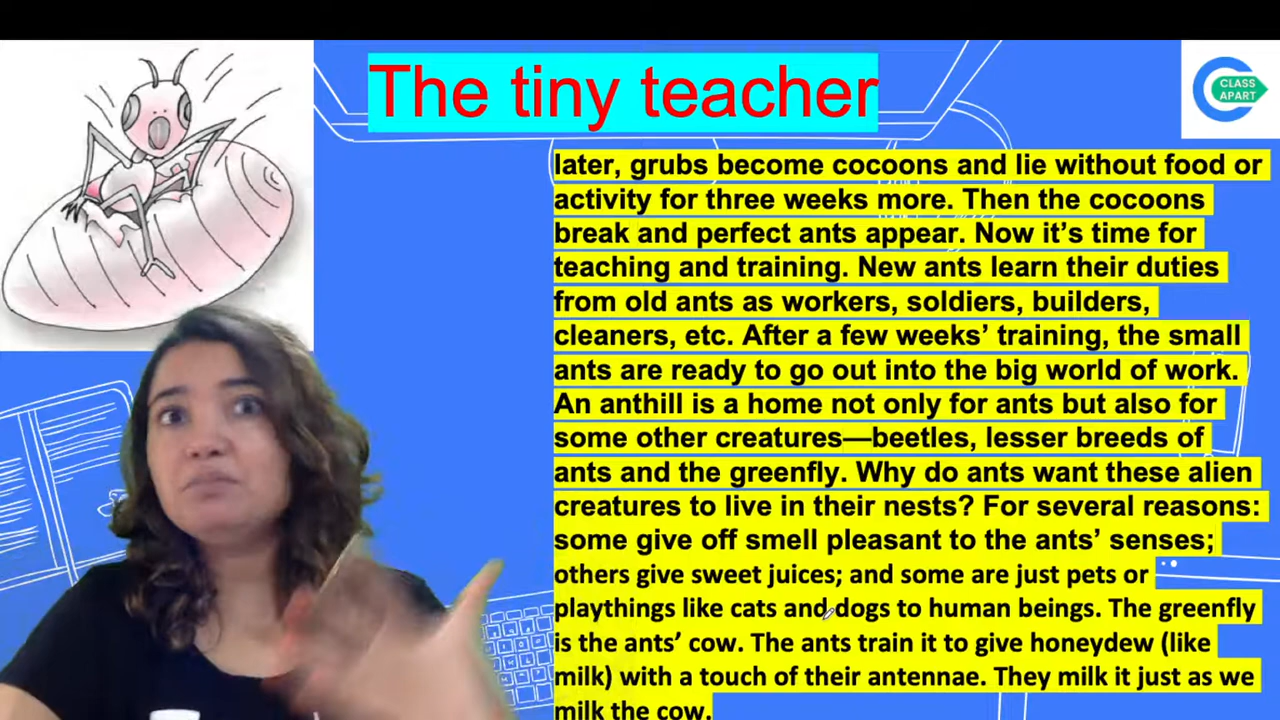 The tiny teacher
CLASS
APART
later, grubs become cocoons and lie without food or
activity for three weeks more. Then the cocoons
break and perfect ants appear. Now it’s time for
teaching and training. New ants learn their duties
from old ants as workers, soldiers, builders,
cleaners, etc. After a few weeks’ training, the small
ants are ready to go out into the big world of work.
An anthill is a home not only for ants but also for
some other creatures—beetles, lesser breeds of
ants and the greenfly. Why do ants want these alien
creatures to live in their nests? For several reasons:
some give off smell pleasant to the ants’ senses;
others give sweet juices; and some are just pets or
playthings like cats and dogs to human beings. The greenfly
is the ants’ cow. The ants train it to give honeydew (like
milk) with a touch of their antennae. They milk it just as we
milk the cow.